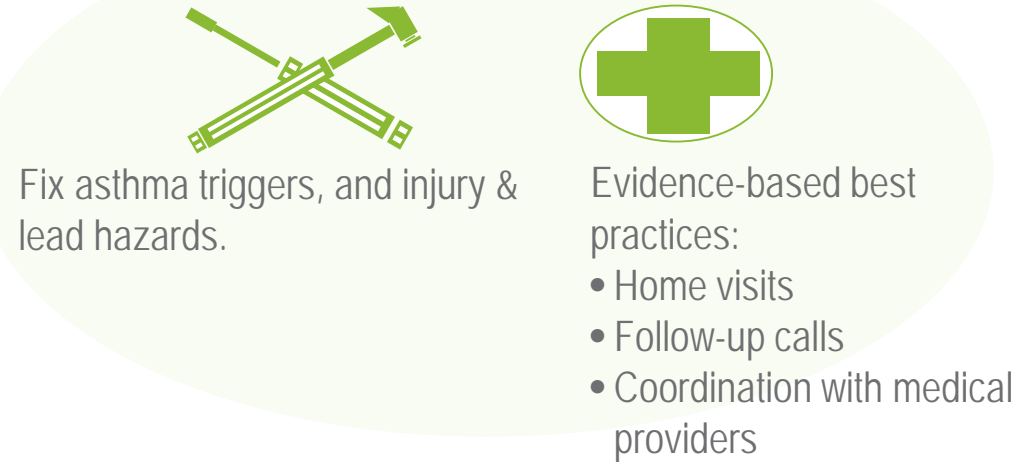 Fix asthma triggers, and injury &
lead hazards.
Evidence-based best
practices:
• Home visits
• Follow-up calls
• Coordination with medical
providers